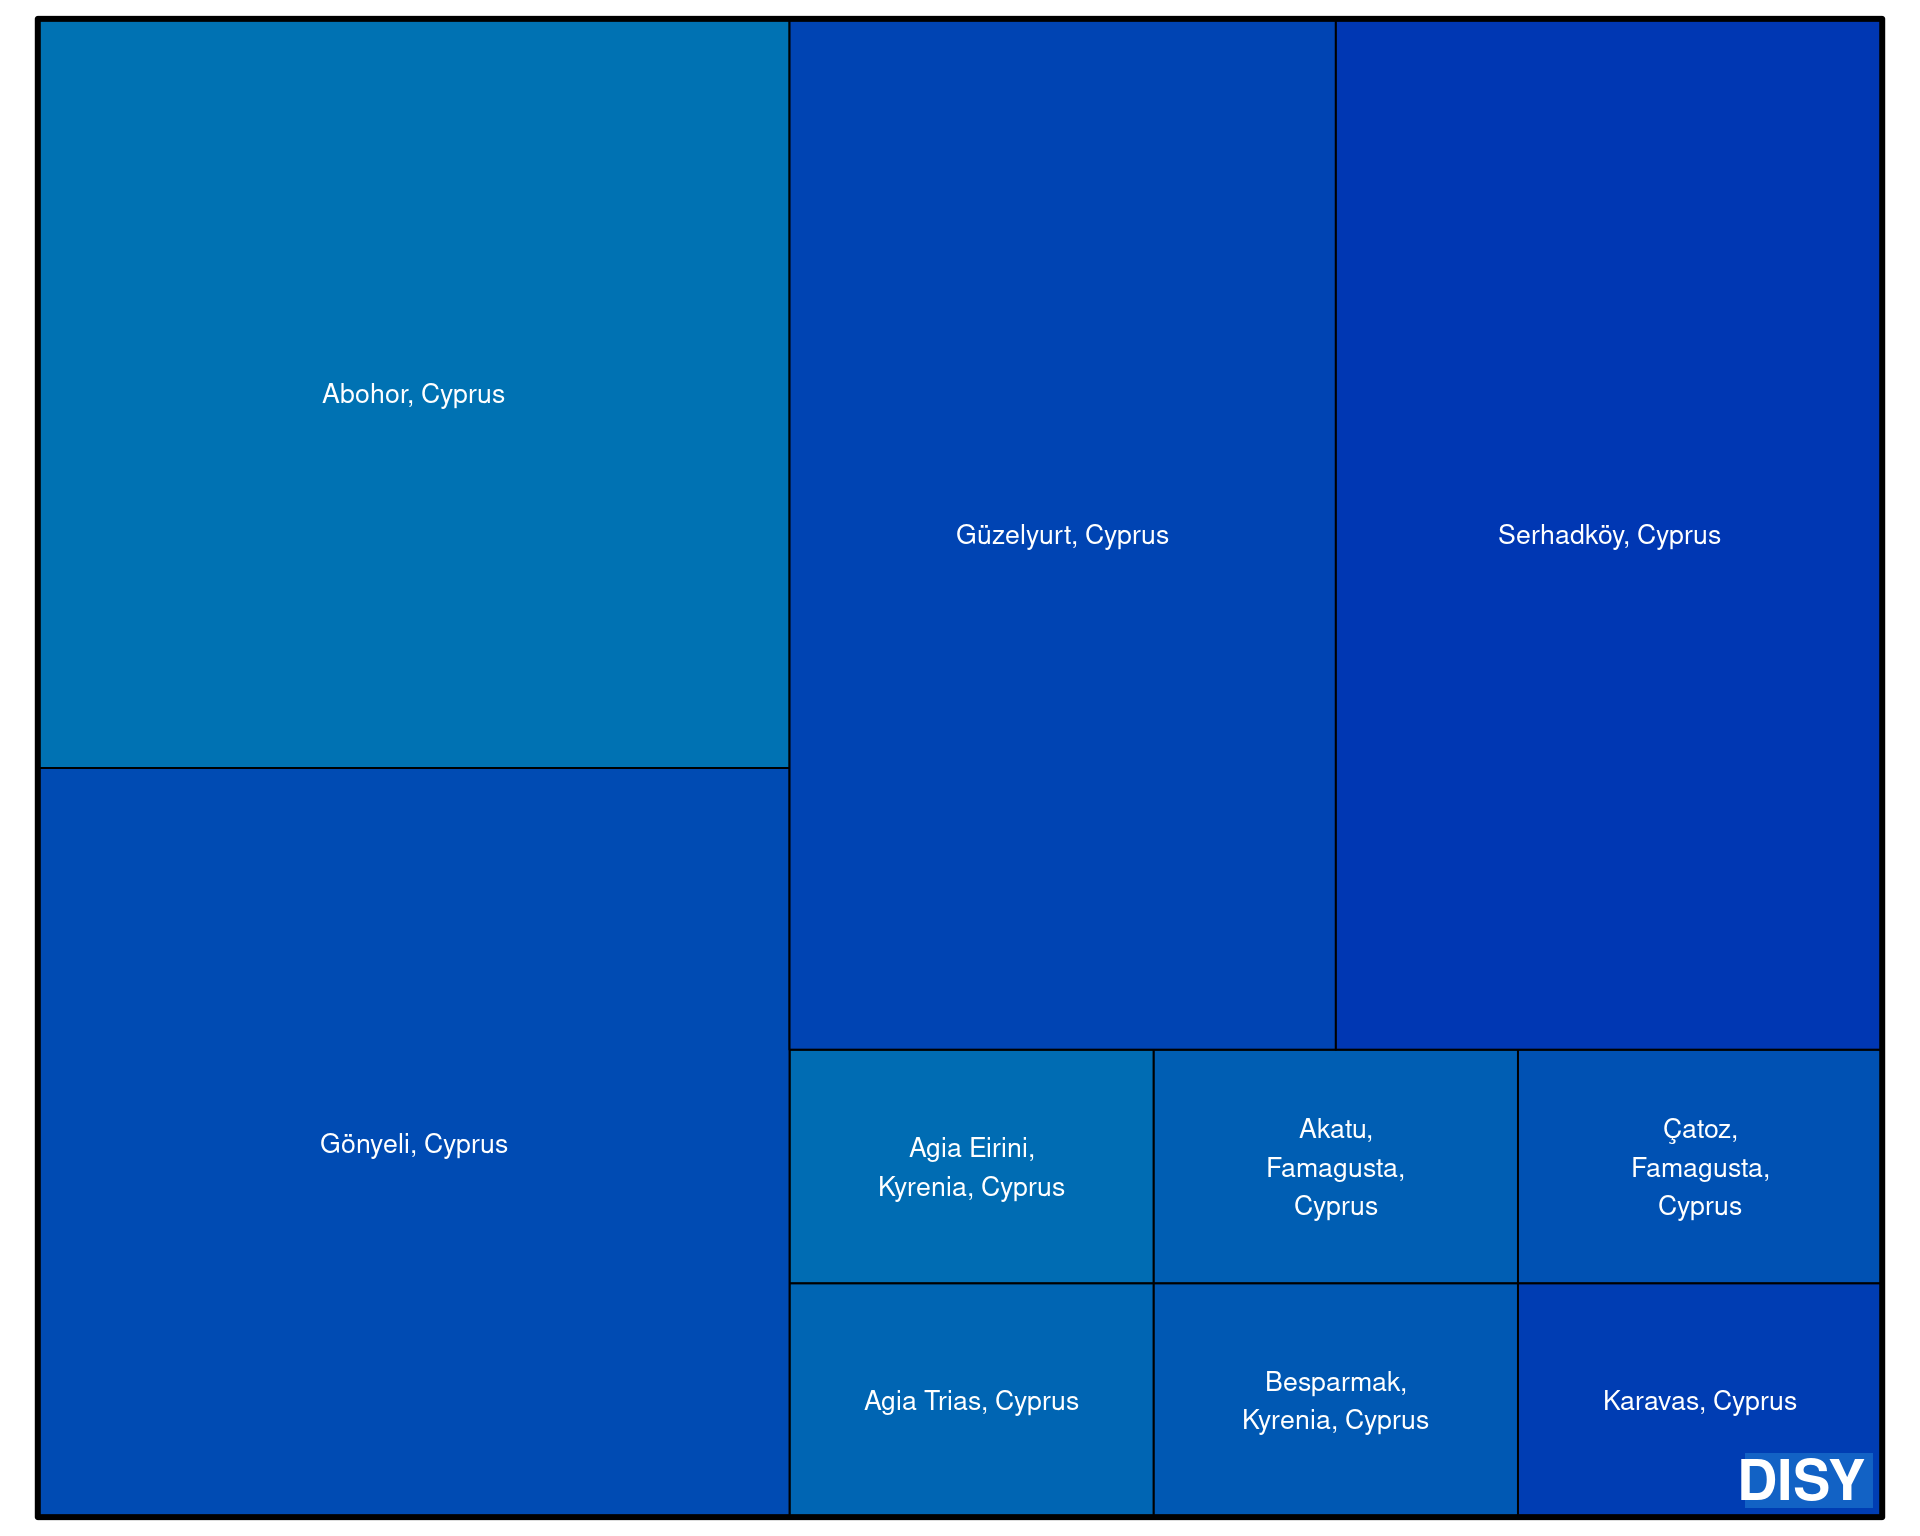 Abohor, Cyprus
Gönyeli, Cyprus
Güzelyurt, Cyprus
Serhadköy, Cyprus
Agia Eirini,
Kyrenia, Cyprus
Akatu,
Famagusta,
Cyprus
Çatoz,
Famagusta,
Cyprus
Agia Trias, Cyprus
Besparmak,
Kyrenia, Cyprus
Karavas, Cyprus
DISY